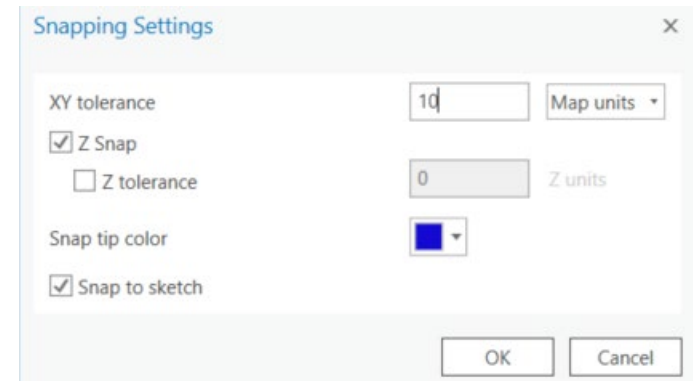 Snapping Settings
XY tolerance 10 Map units
Z Snap
Z tolerance 0 Z units
Snap tip color
Snap to sketch
OK Cancel